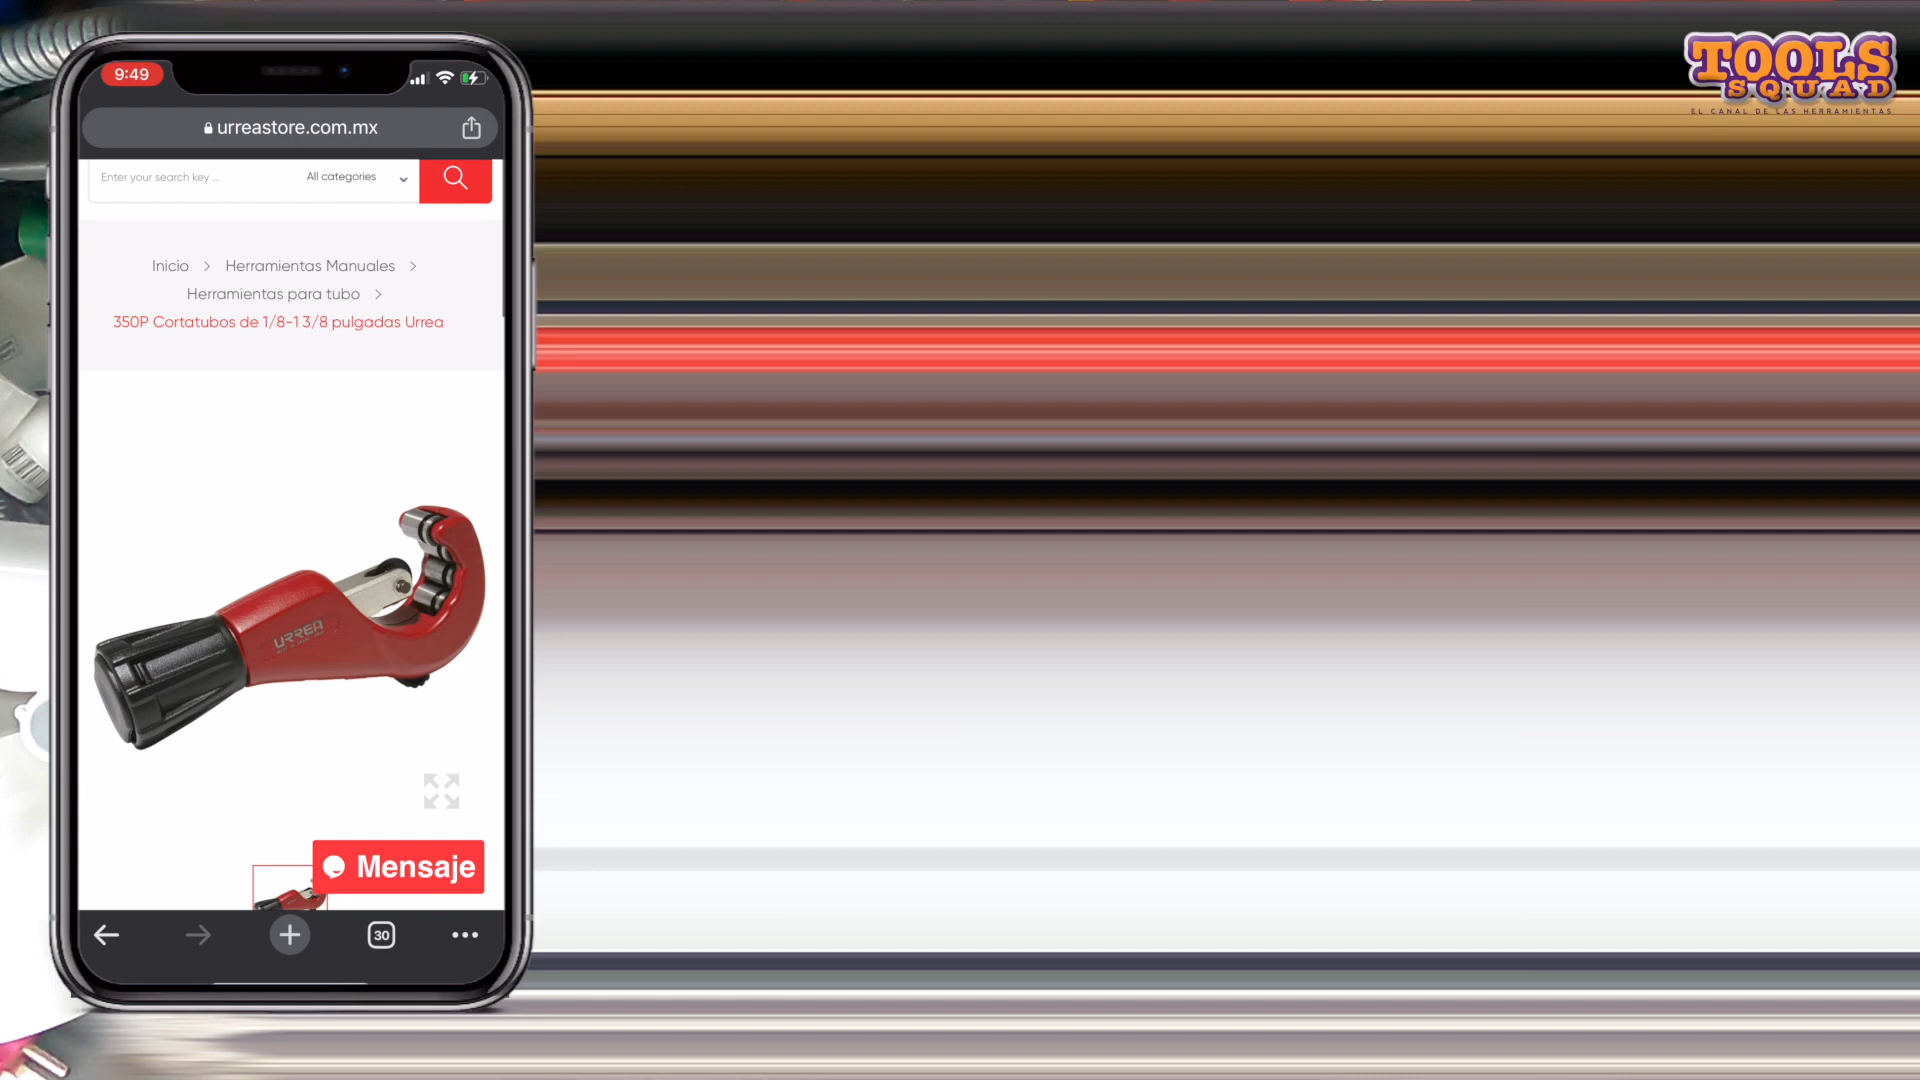 9:49
urreastore.com.mx
Enter your search key ...
All categories
Inicio > Herramientas Manuales >
Herramientas para tubo >
350P Cortatubos de 1/8-1 3/8 pulgadas Urrea
URREA
Mensaje
30
TOOLS
SQUAD
EL CANAL DE LAS HERRAMIENTAS